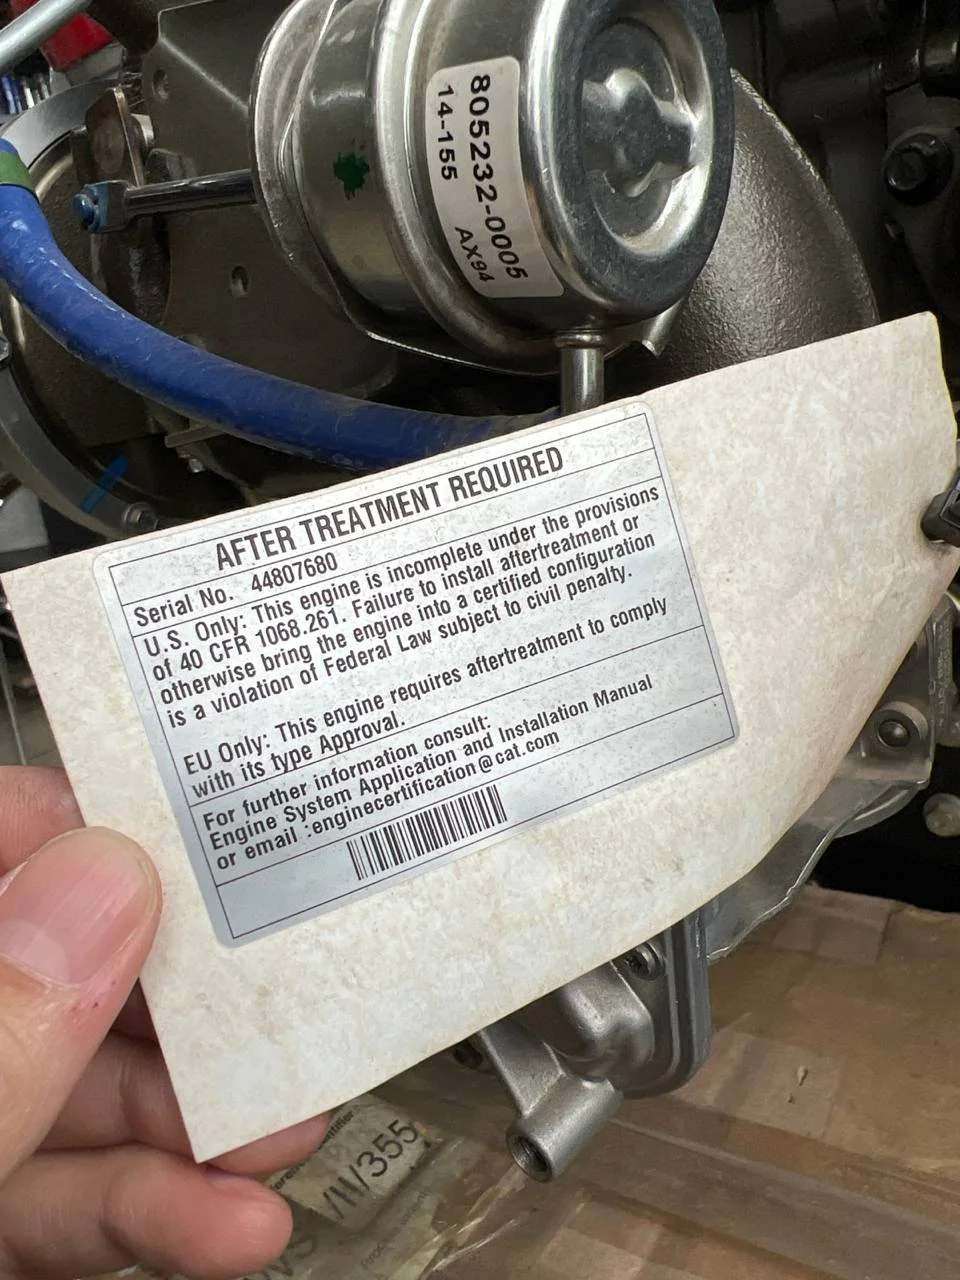 805232-0005
14-155 AX94
AFTER TREATMENT REQUIRED
Serial No. 44807680
U.S. Only: This engine is incomplete under the provisions
of 40 CFR 1068.261. Failure to install aftertreatment or
otherwise bring the engine into a certified configuration
is a violation of Federal Law subject to civil penalty.
EU Only: This engine requires aftertreatment to comply
with its type Approval.
For further information consult:
Engine System Application and Installation Manual
or email :enginecertification@cat.com
/11/355